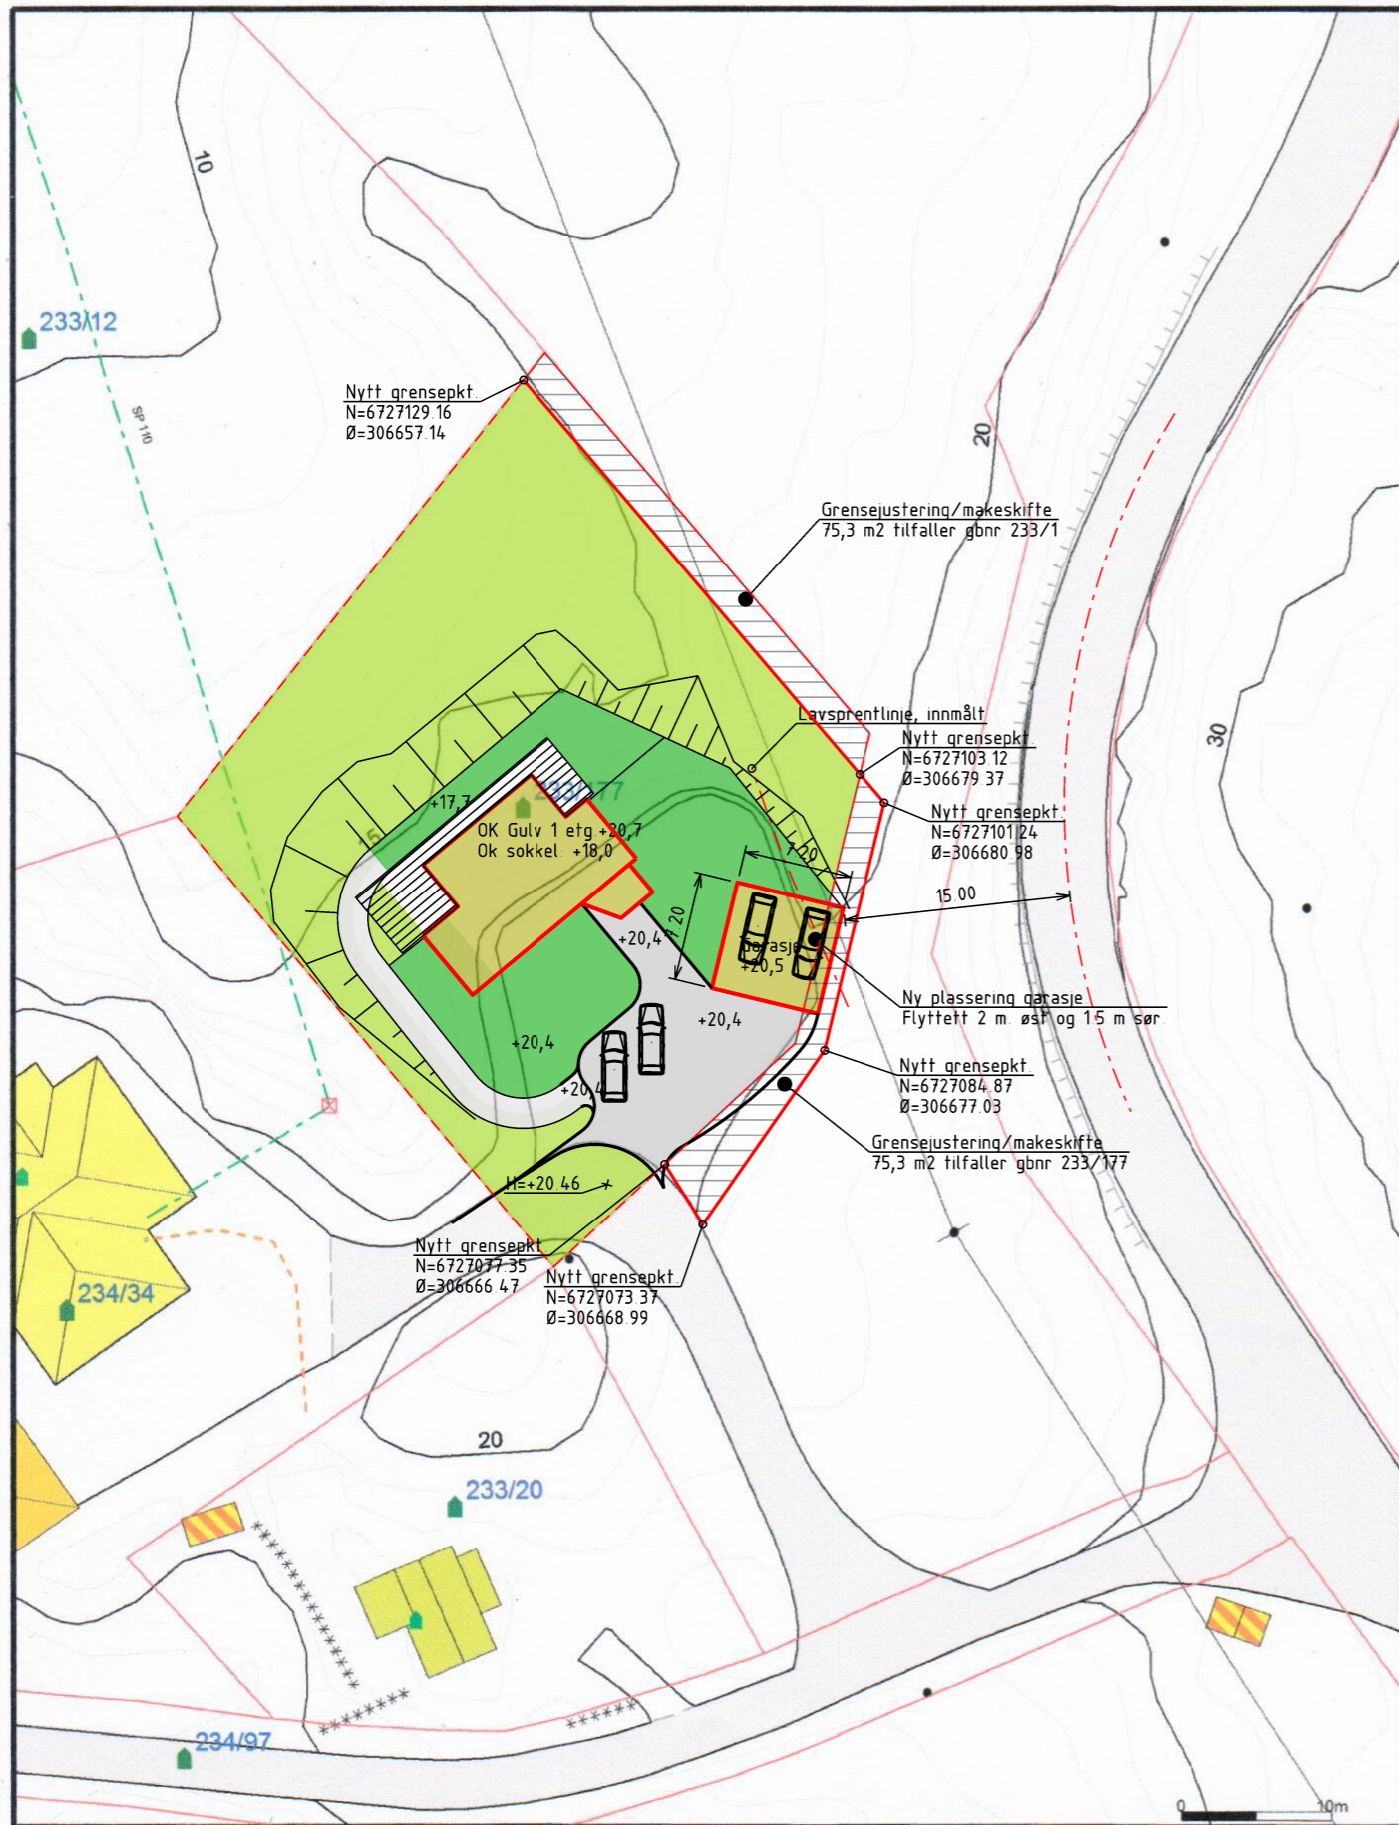 10
233/12
SP 110
Nytt grensepkt.
N=6727129.16
Ø=306657.14
20
Grensejustering/makeskifte
75,3 m2 tilfaller gbnr 233/1
Lavsprentlinje, innmålt
Nytt grensepkt.
N=6727103.12
Ø=306679.37
30
Nytt grensepkt.
N=6727101.24
Ø=306680.98
+17,7
233/177
OK Gulv 1 etg +20,7
Ok sokkel: +18,0
7.20
15.00
7.20
+20,4
Garasje
+20,5
Ny plassering garasje.
Flyttett 2 m. øst og 1.5 m sør.
+20,4
+20,4
+20,4
Nytt grensepkt.
N=6727084.87
Ø=306677.03
Grensejustering/makeskifte
75,3 m2 tilfaller gbnr 233/177
H=+20.46
Nytt grensepkt.
N=6727077.35
Ø=306666.47
Nytt grensepkt.
N=6727073.37
Ø=306668.99
234/34
20
233/20
234/97
0 10m